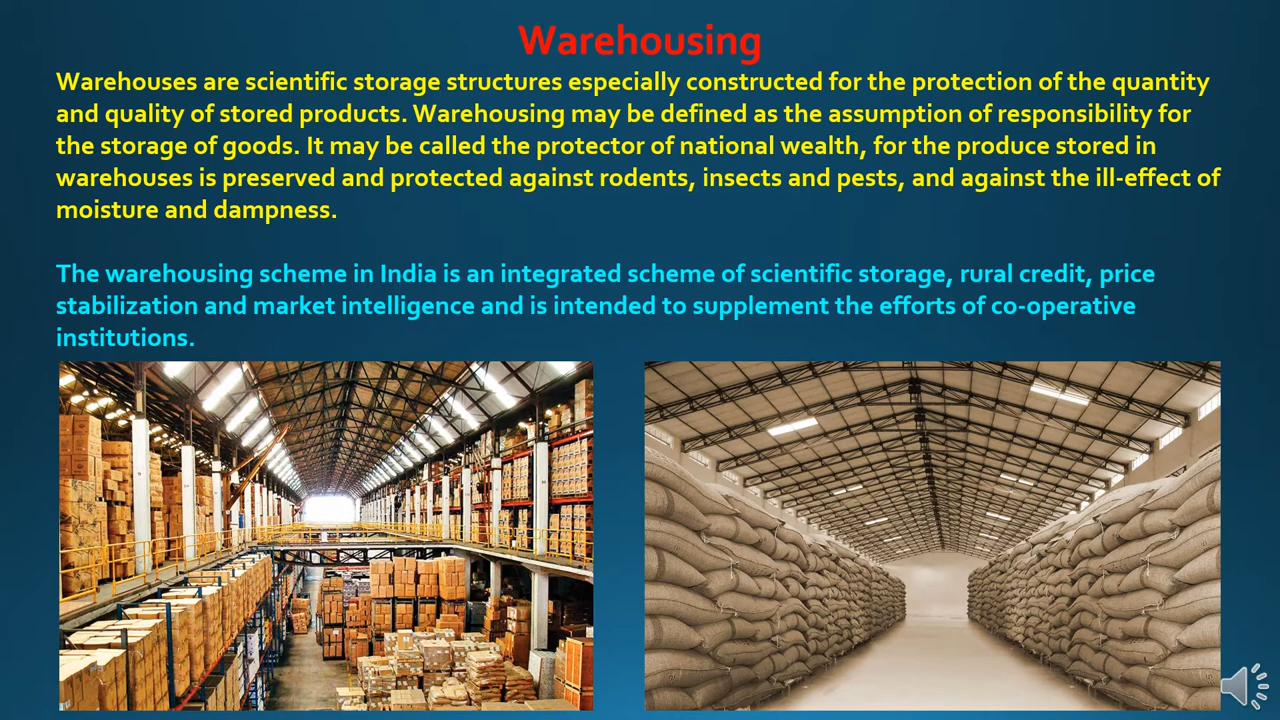 Warehousing
Warehouses are scientific storage structures especially constructed for the protection of the quantity
and quality of stored products. Warehousing may be defined as the assumption of responsibility for
the storage of goods. It may be called the protector of national wealth, for the produce stored in
warehouses is preserved and protected against rodents, insects and pests, and against the ill-effect of
moisture and dampness.
The warehousing scheme in India is an integrated scheme of scientific storage, rural credit, price
stabilization and market intelligence and is intended to supplement the efforts of co-operative
institutions.